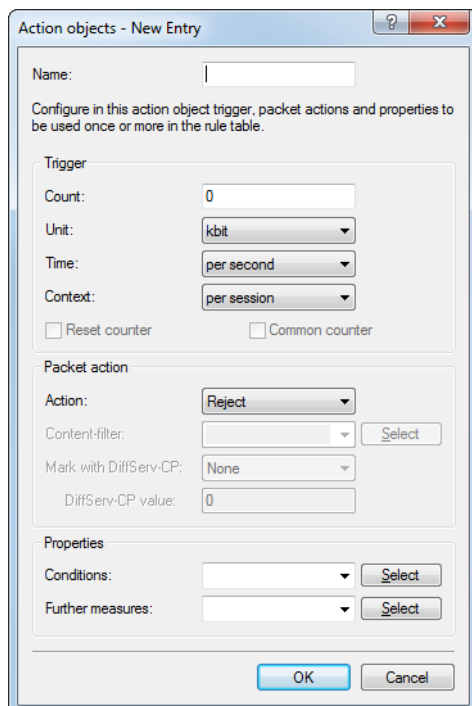 Action objects - New Entry
Name:
Configure in this action object trigger, packet actions and properties to
be used once or more in the rule table.
Trigger
Count: 0
Unit: kbit
Time: per second
Context: per session
Reset counter Common counter
Packet action
Action: Reject
Content-filter: Select
Mark with DiffServ-CP: None
DiffServ-CP value: 0
Properties
Conditions: Select
Further measures: Select
OK Cancel